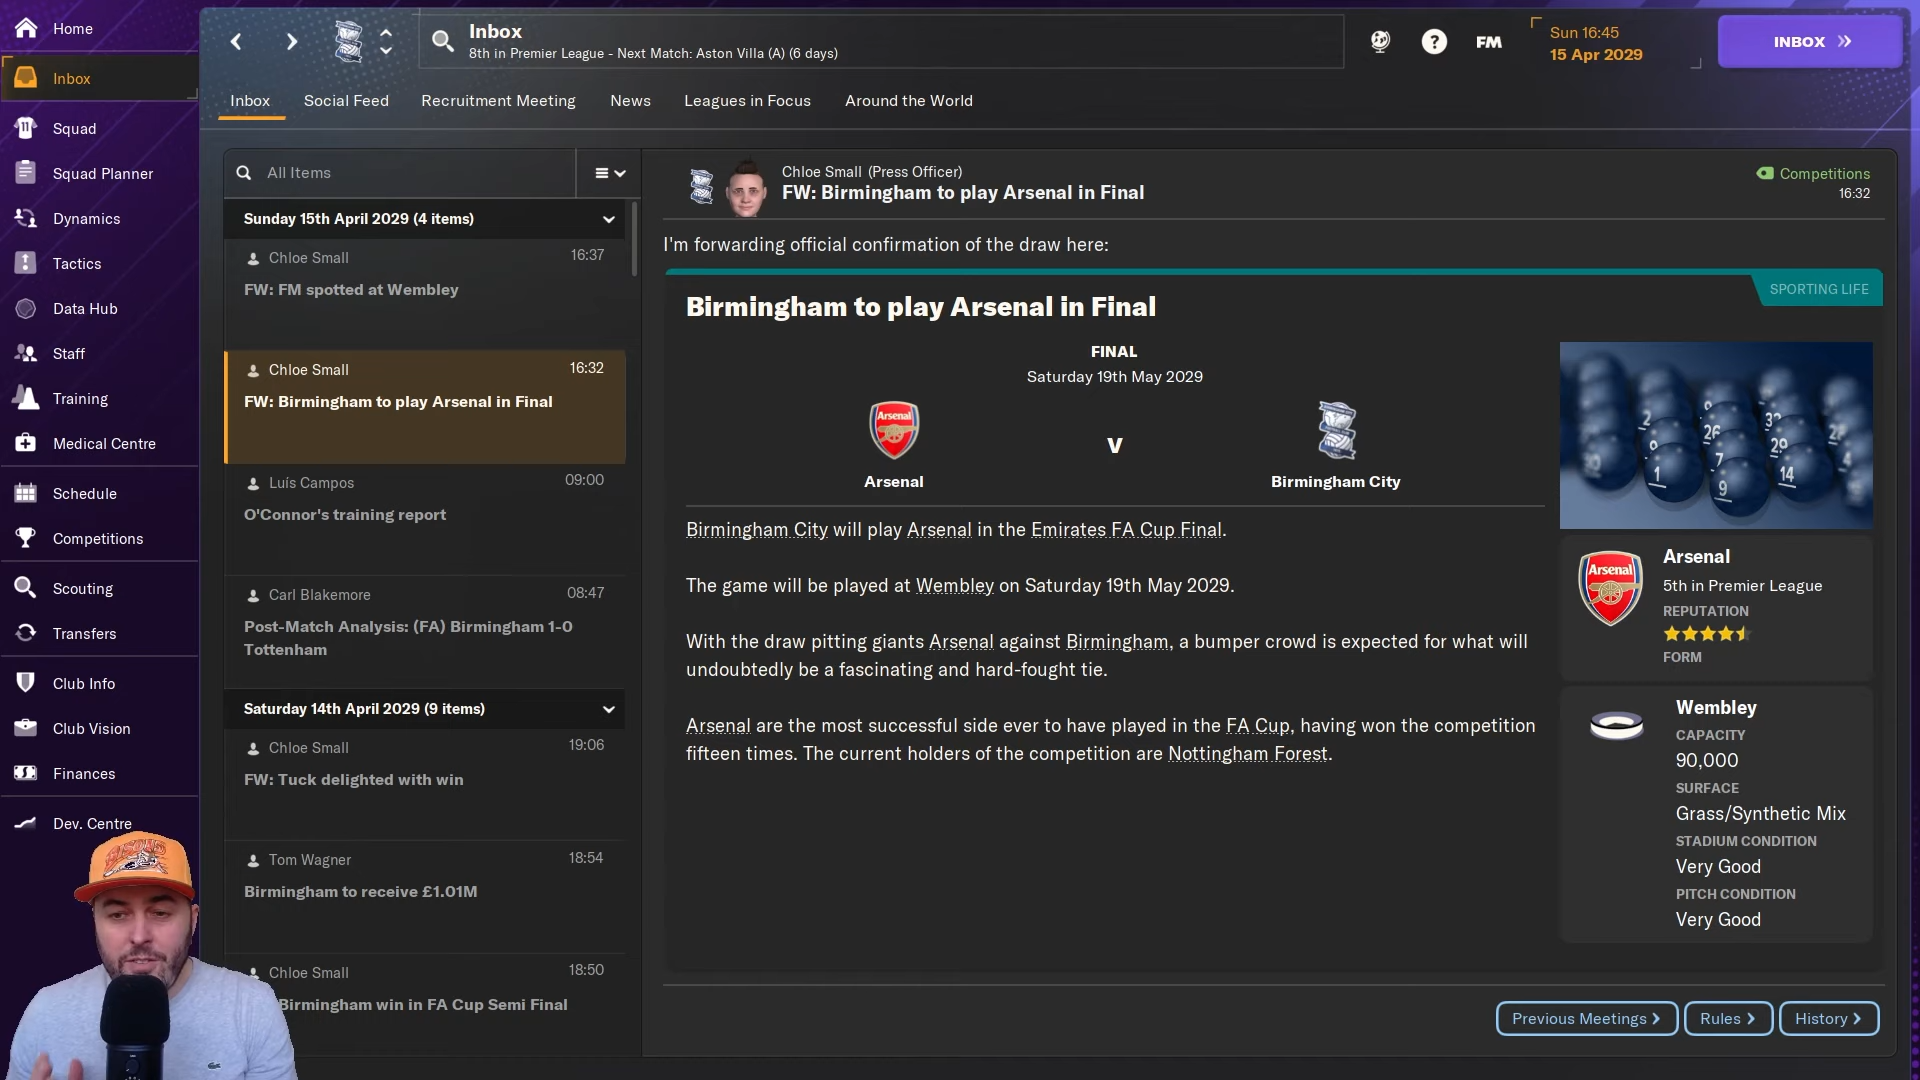 Home
Inbox
Squad
Squad Planner
Dynamics
Tactics
Data Hub
Staff
Training
Medical Centre
Schedule
Competitions
Scouting
Transfers
Club Info
Club Vision
Finances
Dev. Centre
Inbox
8th in Premier League - Next Match: Aston Villa (A) (6 days)
?
FM
Sun 16:45
15 Apr 2029
INBOX
Inbox
Social Feed
Recruitment Meeting
News
Leagues in Focus
Around the World
All Items
Sunday 15th April 2029 (4 items)
Chloe Small
16:37
FW: FM spotted at Wembley
Chloe Small
16:32
FW: Birmingham to play Arsenal in Final
Luís Campos
09:00
O'Connor's training report
Carl Blakemore
08:47
Post-Match Analysis: (FA) Birmingham 1-0
Tottenham
Saturday 14th April 2029 (9 items)
Chloe Small
19:06
FW: Tuck delighted with win
Tom Wagner
18:54
Birmingham to receive £1.01M
Chloe Small
18:50
Birmingham win in FA Cup Semi Final
Chloe Small (Press Officer)
FW: Birmingham to play Arsenal in Final
Competitions
16:32
I'm forwarding official confirmation of the draw here:
SPORTING LIFE
Birmingham to play Arsenal in Final
FINAL
Saturday 19th May 2029
Arsenal
v
Arsenal
Birmingham City
Birmingham City will play Arsenal in the Emirates FA Cup Final.
The game will be played at Wembley on Saturday 19th May 2029.
With the draw pitting giants Arsenal against Birmingham, a bumper crowd is expected for what will
undoubtedly be a fascinating and hard-fought tie.
Arsenal are the most successful side ever to have played in the FA Cup, having won the competition
fifteen times. The current holders of the competition are Nottingham Forest.
2
26
29
7
1
9
14
Arsenal
Arsenal
5th in Premier League
REPUTATION
FORM
Wembley
CAPACITY
90,000
SURFACE
Grass/Synthetic Mix
STADIUM CONDITION
Very Good
PITCH CONDITION
Very Good
Previous Meetings
Rules
History